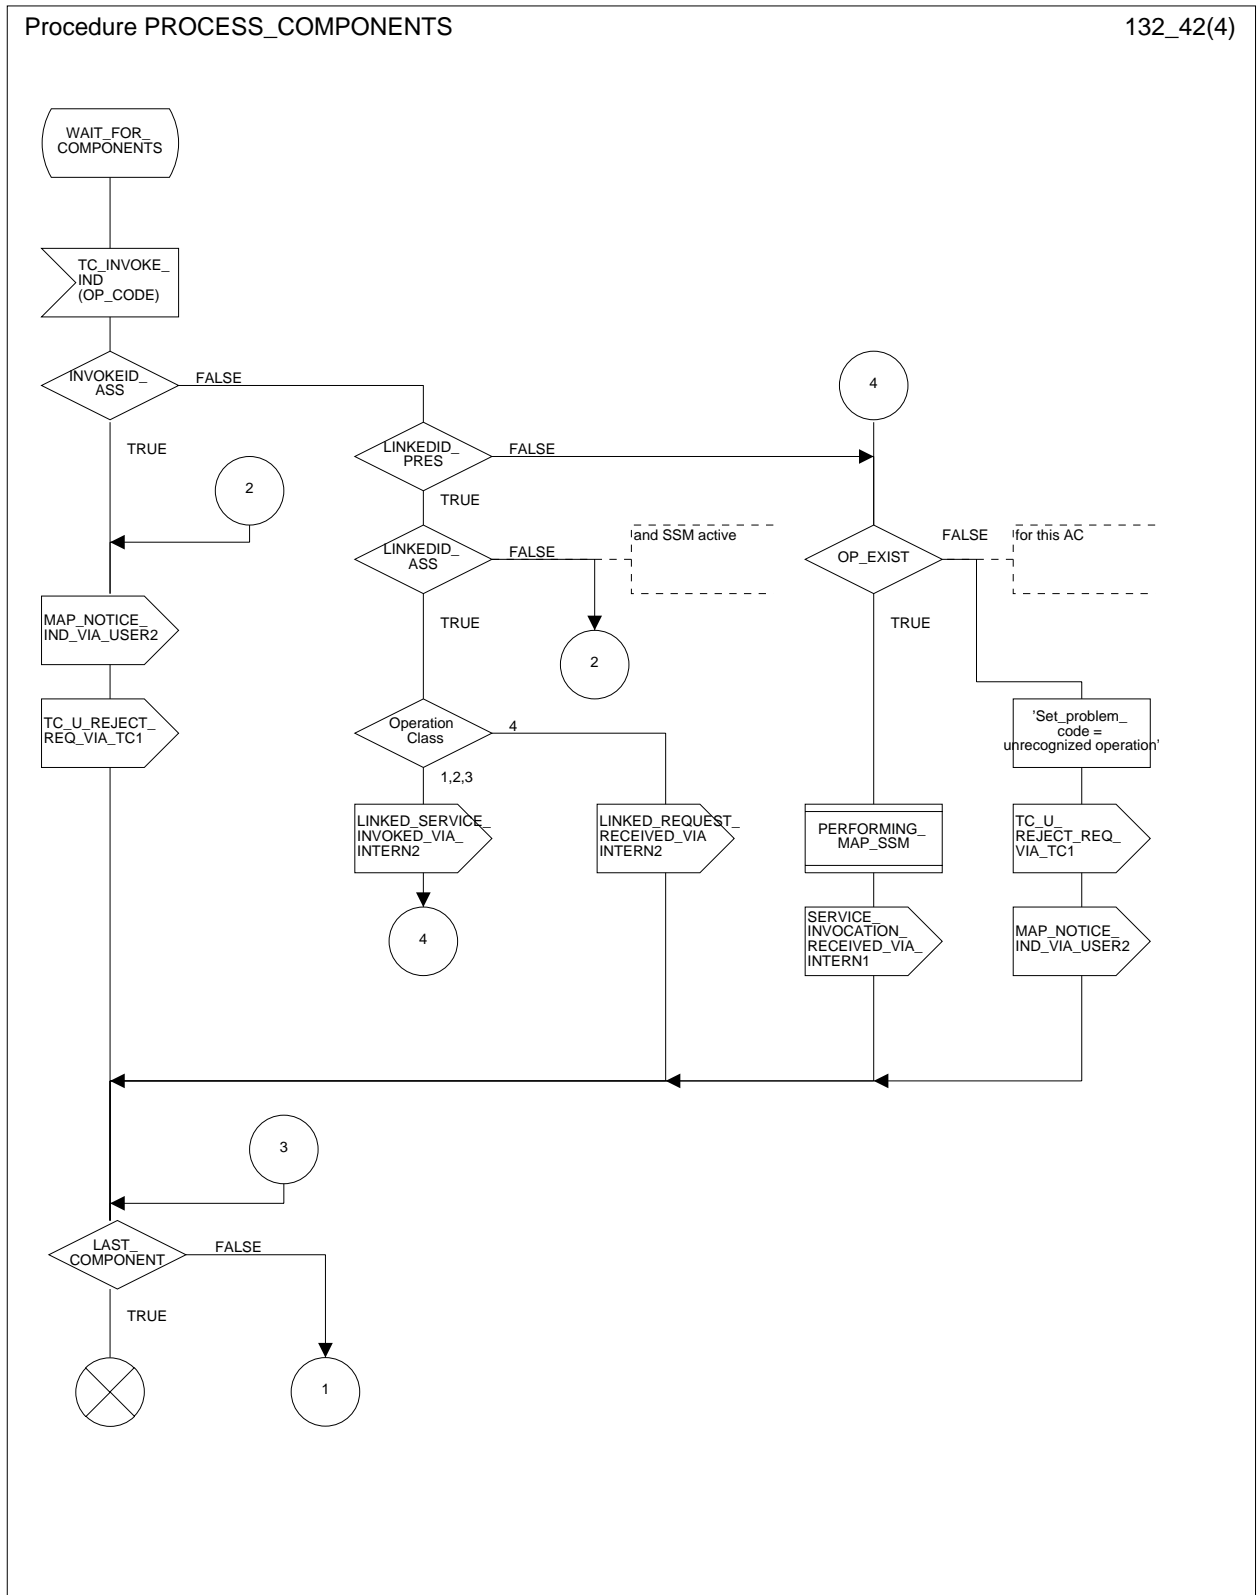 Procedure PROCESS_COMPONENTS
132_42(4)
WAIT_FOR_
COMPONENTS
TC_INVOKE_
IND
(OP_CODE)
INVOKEID_
ASS
FALSE
TRUE
4
LINKEDID_
PRES
FALSE
TRUE
2
LINKEDID_
ASS
FALSE
and SSM active
TRUE
OP_EXIST
FALSE
for this AC
TRUE
MAP_NOTICE_
IND_VIA_USER2
2
TC_U_REJECT_
REQ_VIA_TC1
Operation
Class
4
1,2,3
'Set_problem_
code =
unrecognized operation'
LINKED_SERVICE_
INVOKED_VIA_
INTERN2
LINKED_REQUEST_
RECEIVED_VIA
INTERN2
PERFORMING_
MAP_SSM
TC_U_
REJECT_REQ_
VIA_TC1
4
SERVICE_
INVOCATION_
RECEIVED_VIA_
INTERN1
MAP_NOTICE_
IND_VIA_USER2
3
LAST_
COMPONENT
FALSE
TRUE
1